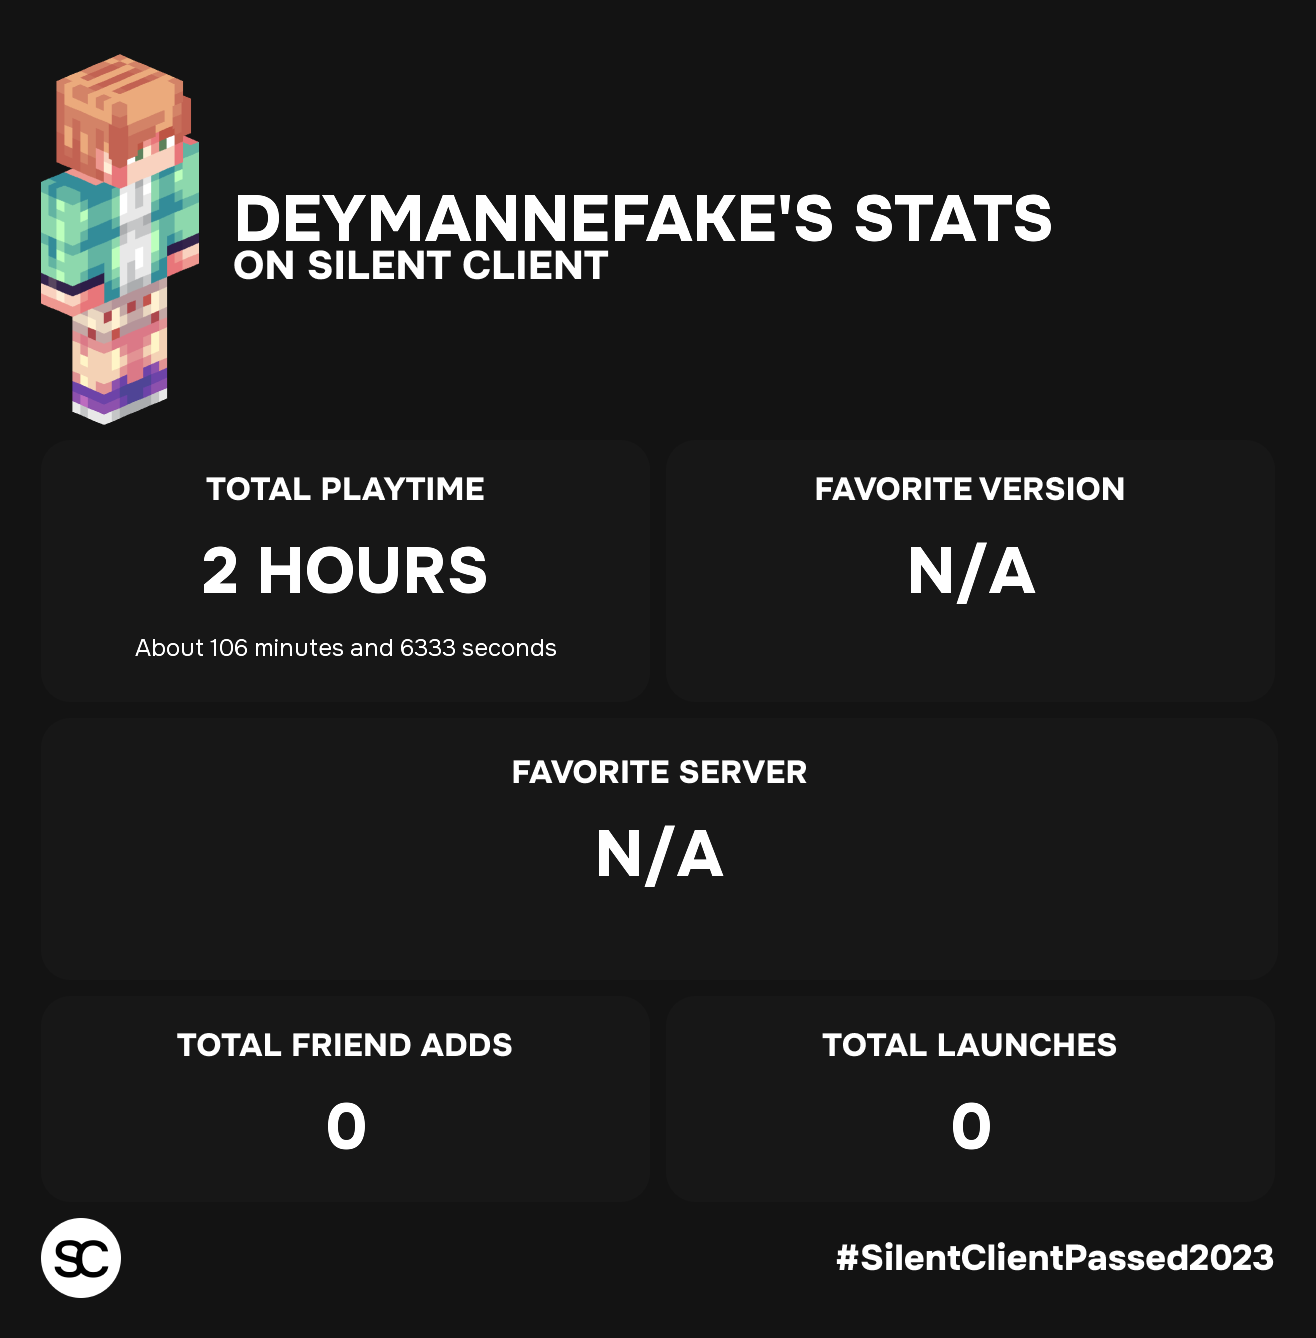 DEYMANNEFAKE'S STATS
ON SILENT CLIENT
TOTAL PLAYTIME
2 HOURS
About 106 minutes and 6333 seconds
FAVORITE VERSION
N/A
FAVORITE SERVER
N/A
TOTAL FRIEND ADDS
0
TOTAL LAUNCHES
0
SC
#SilentClientPassed2023